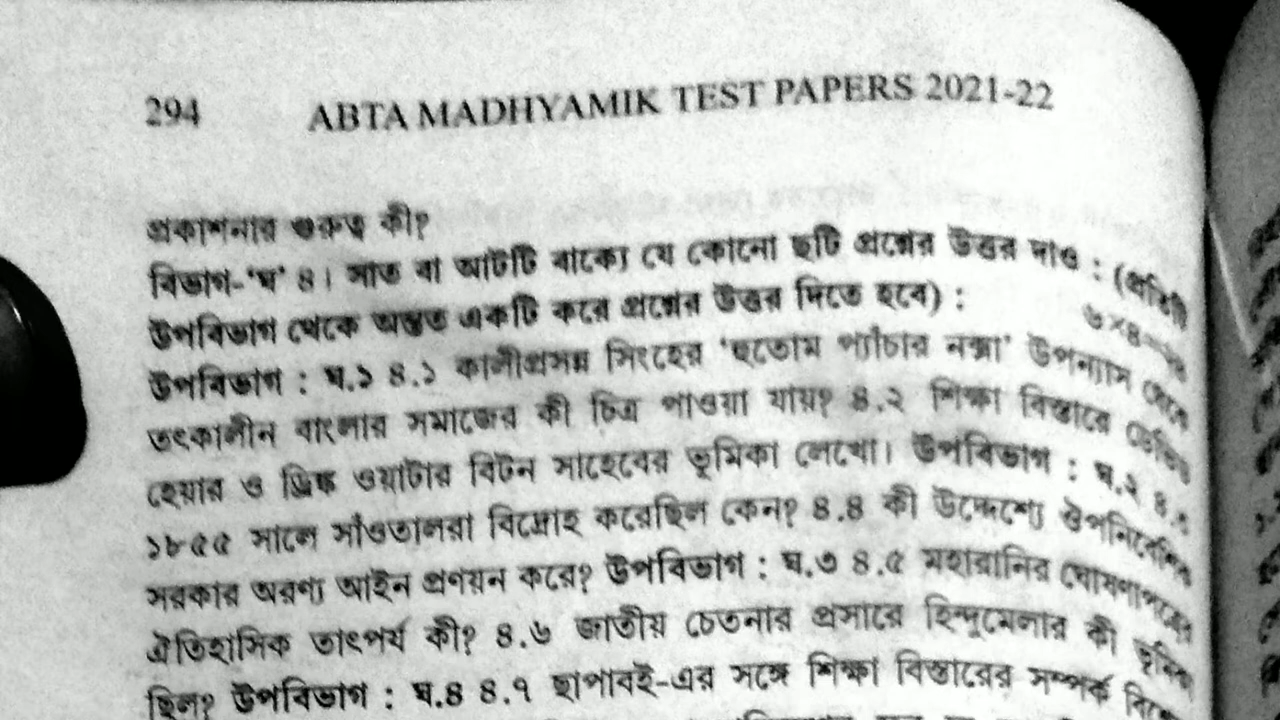 294 ABTA MADHYAMIK TEST PAPERS 2021-22
প্রকাশনার গুরুত্ব কী?
বিভাগ-‘ঘ’ ৪। সাত বা আটটি বাক্যে যে কোনো ছটি প্রশ্নের উত্তর দাও : (প্রতিটি
উপবিভাগ থেকে অন্তত একটি করে প্রশ্নের উত্তর দিতে হবে) :
উপবিভাগ : ঘ.১ ৪.১ কালীপ্রসন্ন সিংহের ‘হুতোম প্যাঁচার নক্সা’ উপন্যাস থেকে
তৎকালীন বাংলার সমাজের কী চিত্র পাওয়া যায়? ৪.২ শিক্ষা বিস্তারে ডেভিড
হেয়ার ও ড্রিঙ্ক ওয়াটার বিটন সাহেবের ভূমিকা লেখো। উপবিভাগ : ঘ.২
১৮৫৫ সালে সাঁওতালরা বিদ্রোহ করেছিল কেন? ৪.৪ কী উদ্দেশ্যে ঔপনিবেশিক
সরকার অরণ্য আইন প্রণয়ন করে? উপবিভাগ : ঘ.৩ ৪.৫ মহারানির ঘোষণাপত্রের
ঐতিহাসিক তাৎপর্য কী? ৪.৬ জাতীয় চেতনার প্রসারে হিন্দুমেলার কী ভূমিকা
ছিল? উপবিভাগ : ঘ.৪ ৪.৭ ছাপাবই-এর সঙ্গে শিক্ষা বিস্তারের সম্পর্ক